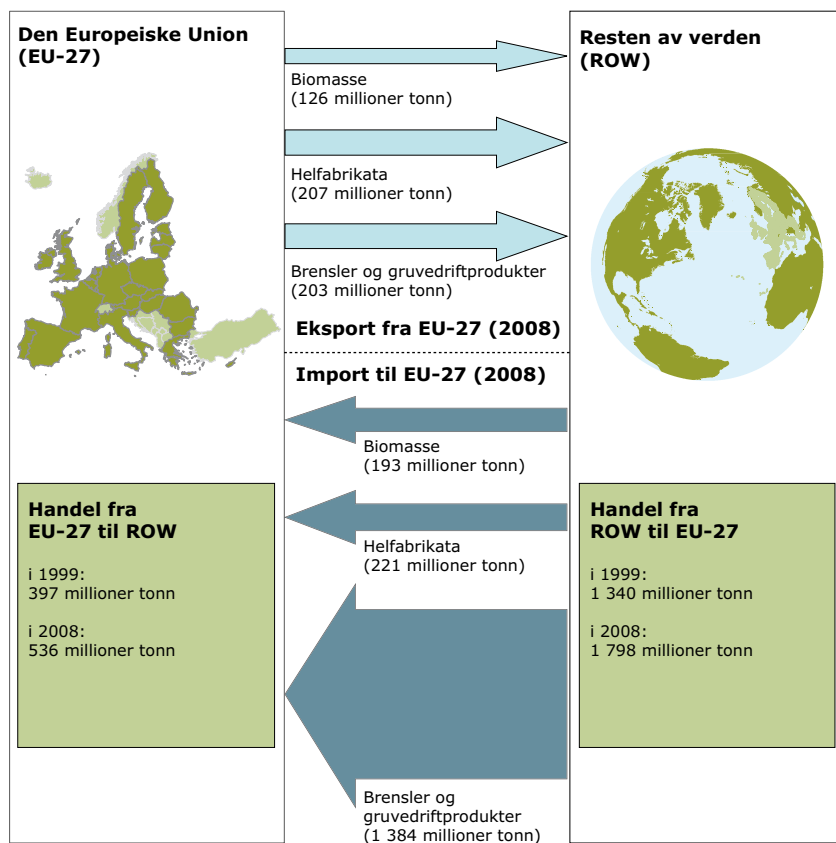 Den Europeiske Union
(EU-27)
Biomasse
(126 millioner tonn)
Helfabrikata
(207 millioner tonn)
Brensler og gruvedriftprodukter
(203 millioner tonn)
Eksport fra EU-27 (2008)
Resten av verden
(ROW)
Import til EU-27 (2008)
Biomasse
(193 millioner tonn)
Helfabrikata
(221 millioner tonn)
Brensler og
gruvedriftprodukter
(1 384 millioner tonn)
Handel fra
EU-27 til ROW
i 1999:
397 millioner tonn
i 2008:
536 millioner tonn
Handel fra
ROW til EU-27
i 1999:
1 340 millioner tonn
i 2008:
1 798 millioner tonn